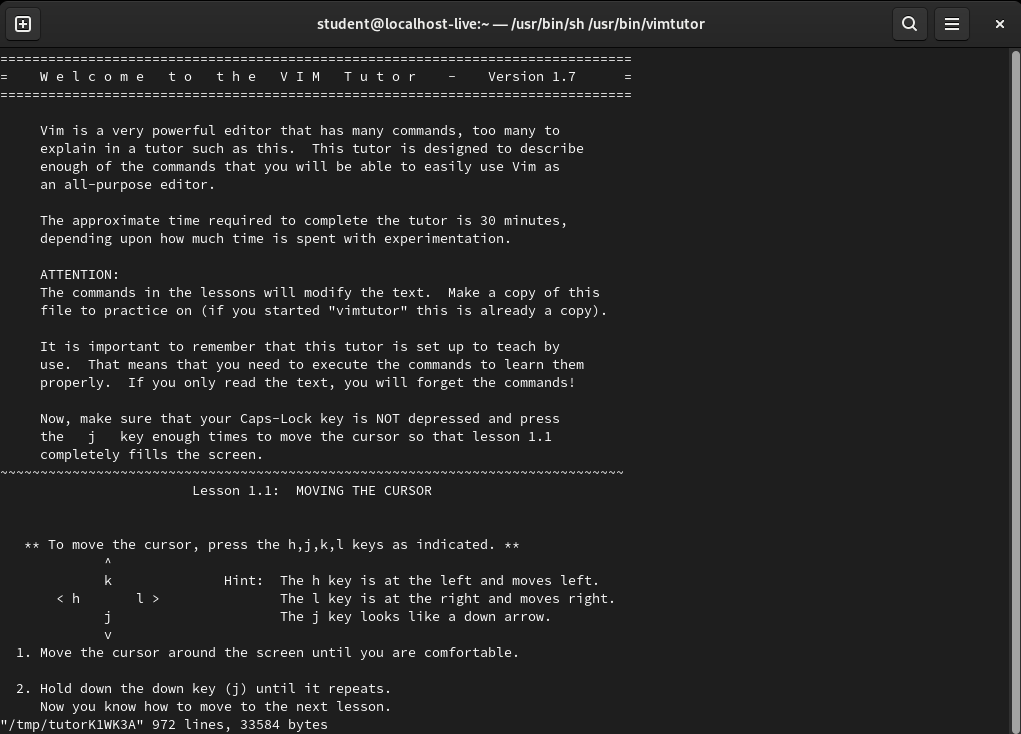 student@localhost-live:~ — /usr/bin/sh /usr/bin/vimtutor
===============================================================================
=    W e l c o m e   t o   t h e   V I M   T u t o r    -    Version 1.7      =
===============================================================================

     Vim is a very powerful editor that has many commands, too many to
     explain in a tutor such as this.  This tutor is designed to describe
     enough of the commands that you will be able to easily use Vim as
     an all-purpose editor.

     The approximate time required to complete the tutor is 30 minutes,
     depending upon how much time is spent with experimentation.

     ATTENTION:
     The commands in the lessons will modify the text.  Make a copy of this
     file to practice on (if you started "vimtutor" this is already a copy).

     It is important to remember that this tutor is set up to teach by
     use.  That means that you need to execute the commands to learn them
     properly.  If you only read the text, you will forget the commands!

     Now, make sure that your Caps-Lock key is NOT depressed and press
     the   j   key enough times to move the cursor so that lesson 1.1
     completely fills the screen.
~~~~~~~~~~~~~~~~~~~~~~~~~~~~~~~~~~~~~~~~~~~~~~~~~~~~~~~~~~~~~~~~~~~~~~~~~~~~~~
                        Lesson 1.1:  MOVING THE CURSOR


   ** To move the cursor, press the h,j,k,l keys as indicated. **
             ^
             k              Hint:  The h key is at the left and moves left.
       < h       l >               The l key is at the right and moves right.
             j                     The j key looks like a down arrow.
             v
  1. Move the cursor around the screen until you are comfortable.

  2. Hold down the down key (j) until it repeats.
     Now you know how to move to the next lesson.
"/tmp/tutorK1WK3A" 972 lines, 33584 bytes